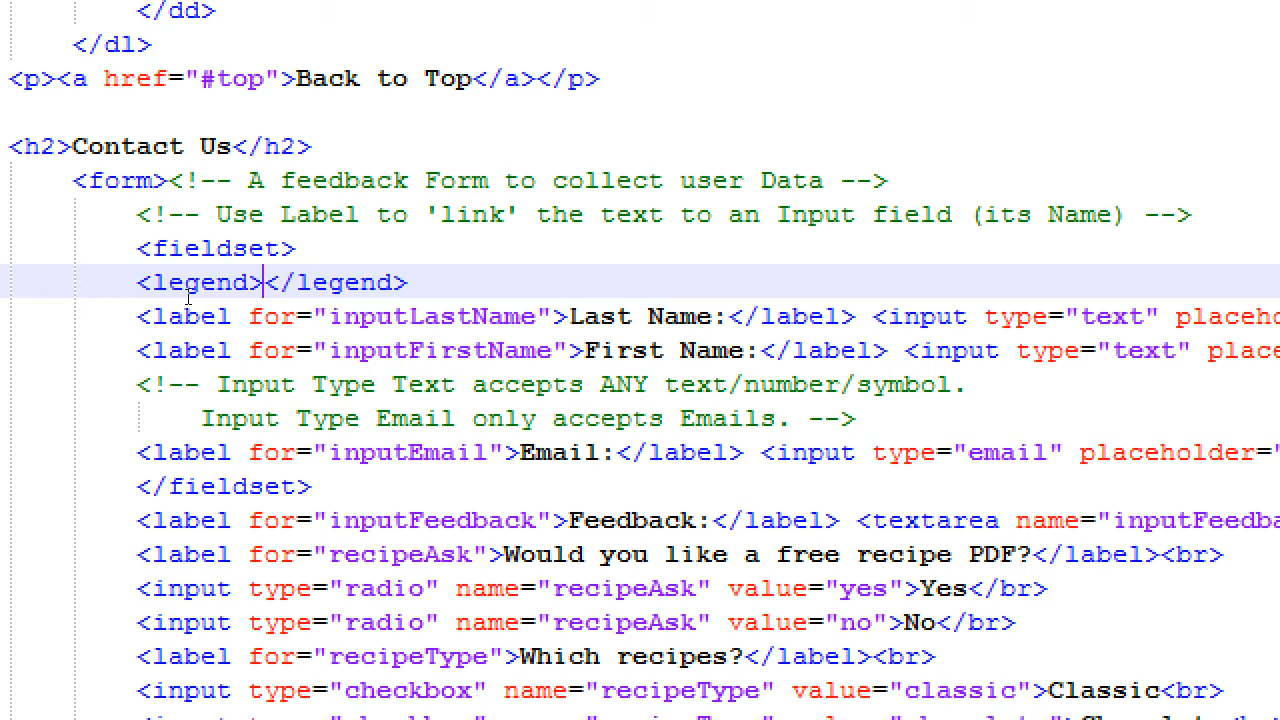 </dd>
</dl>
<p><a href="#top">Back to Top</a></p>
<h2>Contact Us</h2>
<form><!-- A feedback Form to collect user Data -->
<!-- Use Label to 'link' the text to an Input field (its Name) -->
<fieldset>
<legend></legend>
<label for="inputLastName">Last Name:</label> <input type="text" placeho
<label for="inputFirstName">First Name:</label> <input type="text" place
<!-- Input Type Text accepts ANY text/number/symbol.
Input Type Email only accepts Emails. -->
<label for="inputEmail">Email:</label> <input type="email" placeholder="
</fieldset>
<label for="inputFeedback">Feedback:</label> <textarea name="inputFeedba
<label for="recipeAsk">Would you like a free recipe PDF?</label><br>
<input type="radio" name="recipeAsk" value="yes">Yes</br>
<input type="radio" name="recipeAsk" value="no">No</br>
<label for="recipeType">Which recipes?</label><br>
<input type="checkbox" name="recipeType" value="classic">Classic<br>